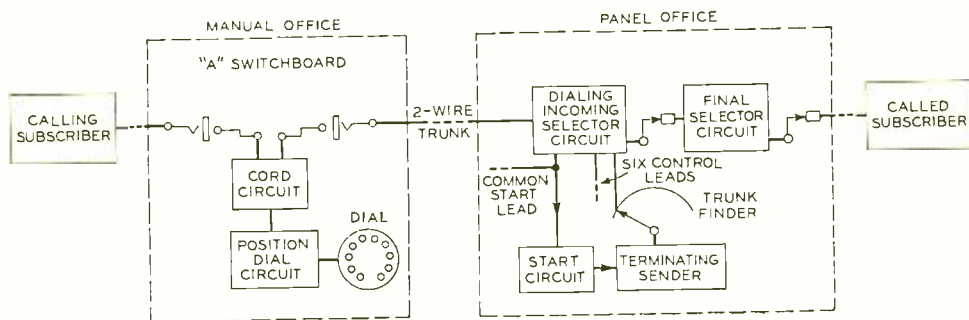 MANUAL OFFICE
"A" SWITCHBOARD
CALLING
SUBSCRIBER
CORD
CIRCUIT
POSITION
DIAL
CIRCUIT
DIAL
2-WIRE
TRUNK
PANEL OFFICE
DIALING
INCOMING
SELECTOR
CIRCUIT
FINAL
SELECTOR
CIRCUIT
CALLED
SUBSCRIBER
COMMON
START
LEAD
SIX CONTROL
LEADS
TRUNK
FINDER
START
CIRCUIT
TERMINATING
SENDER